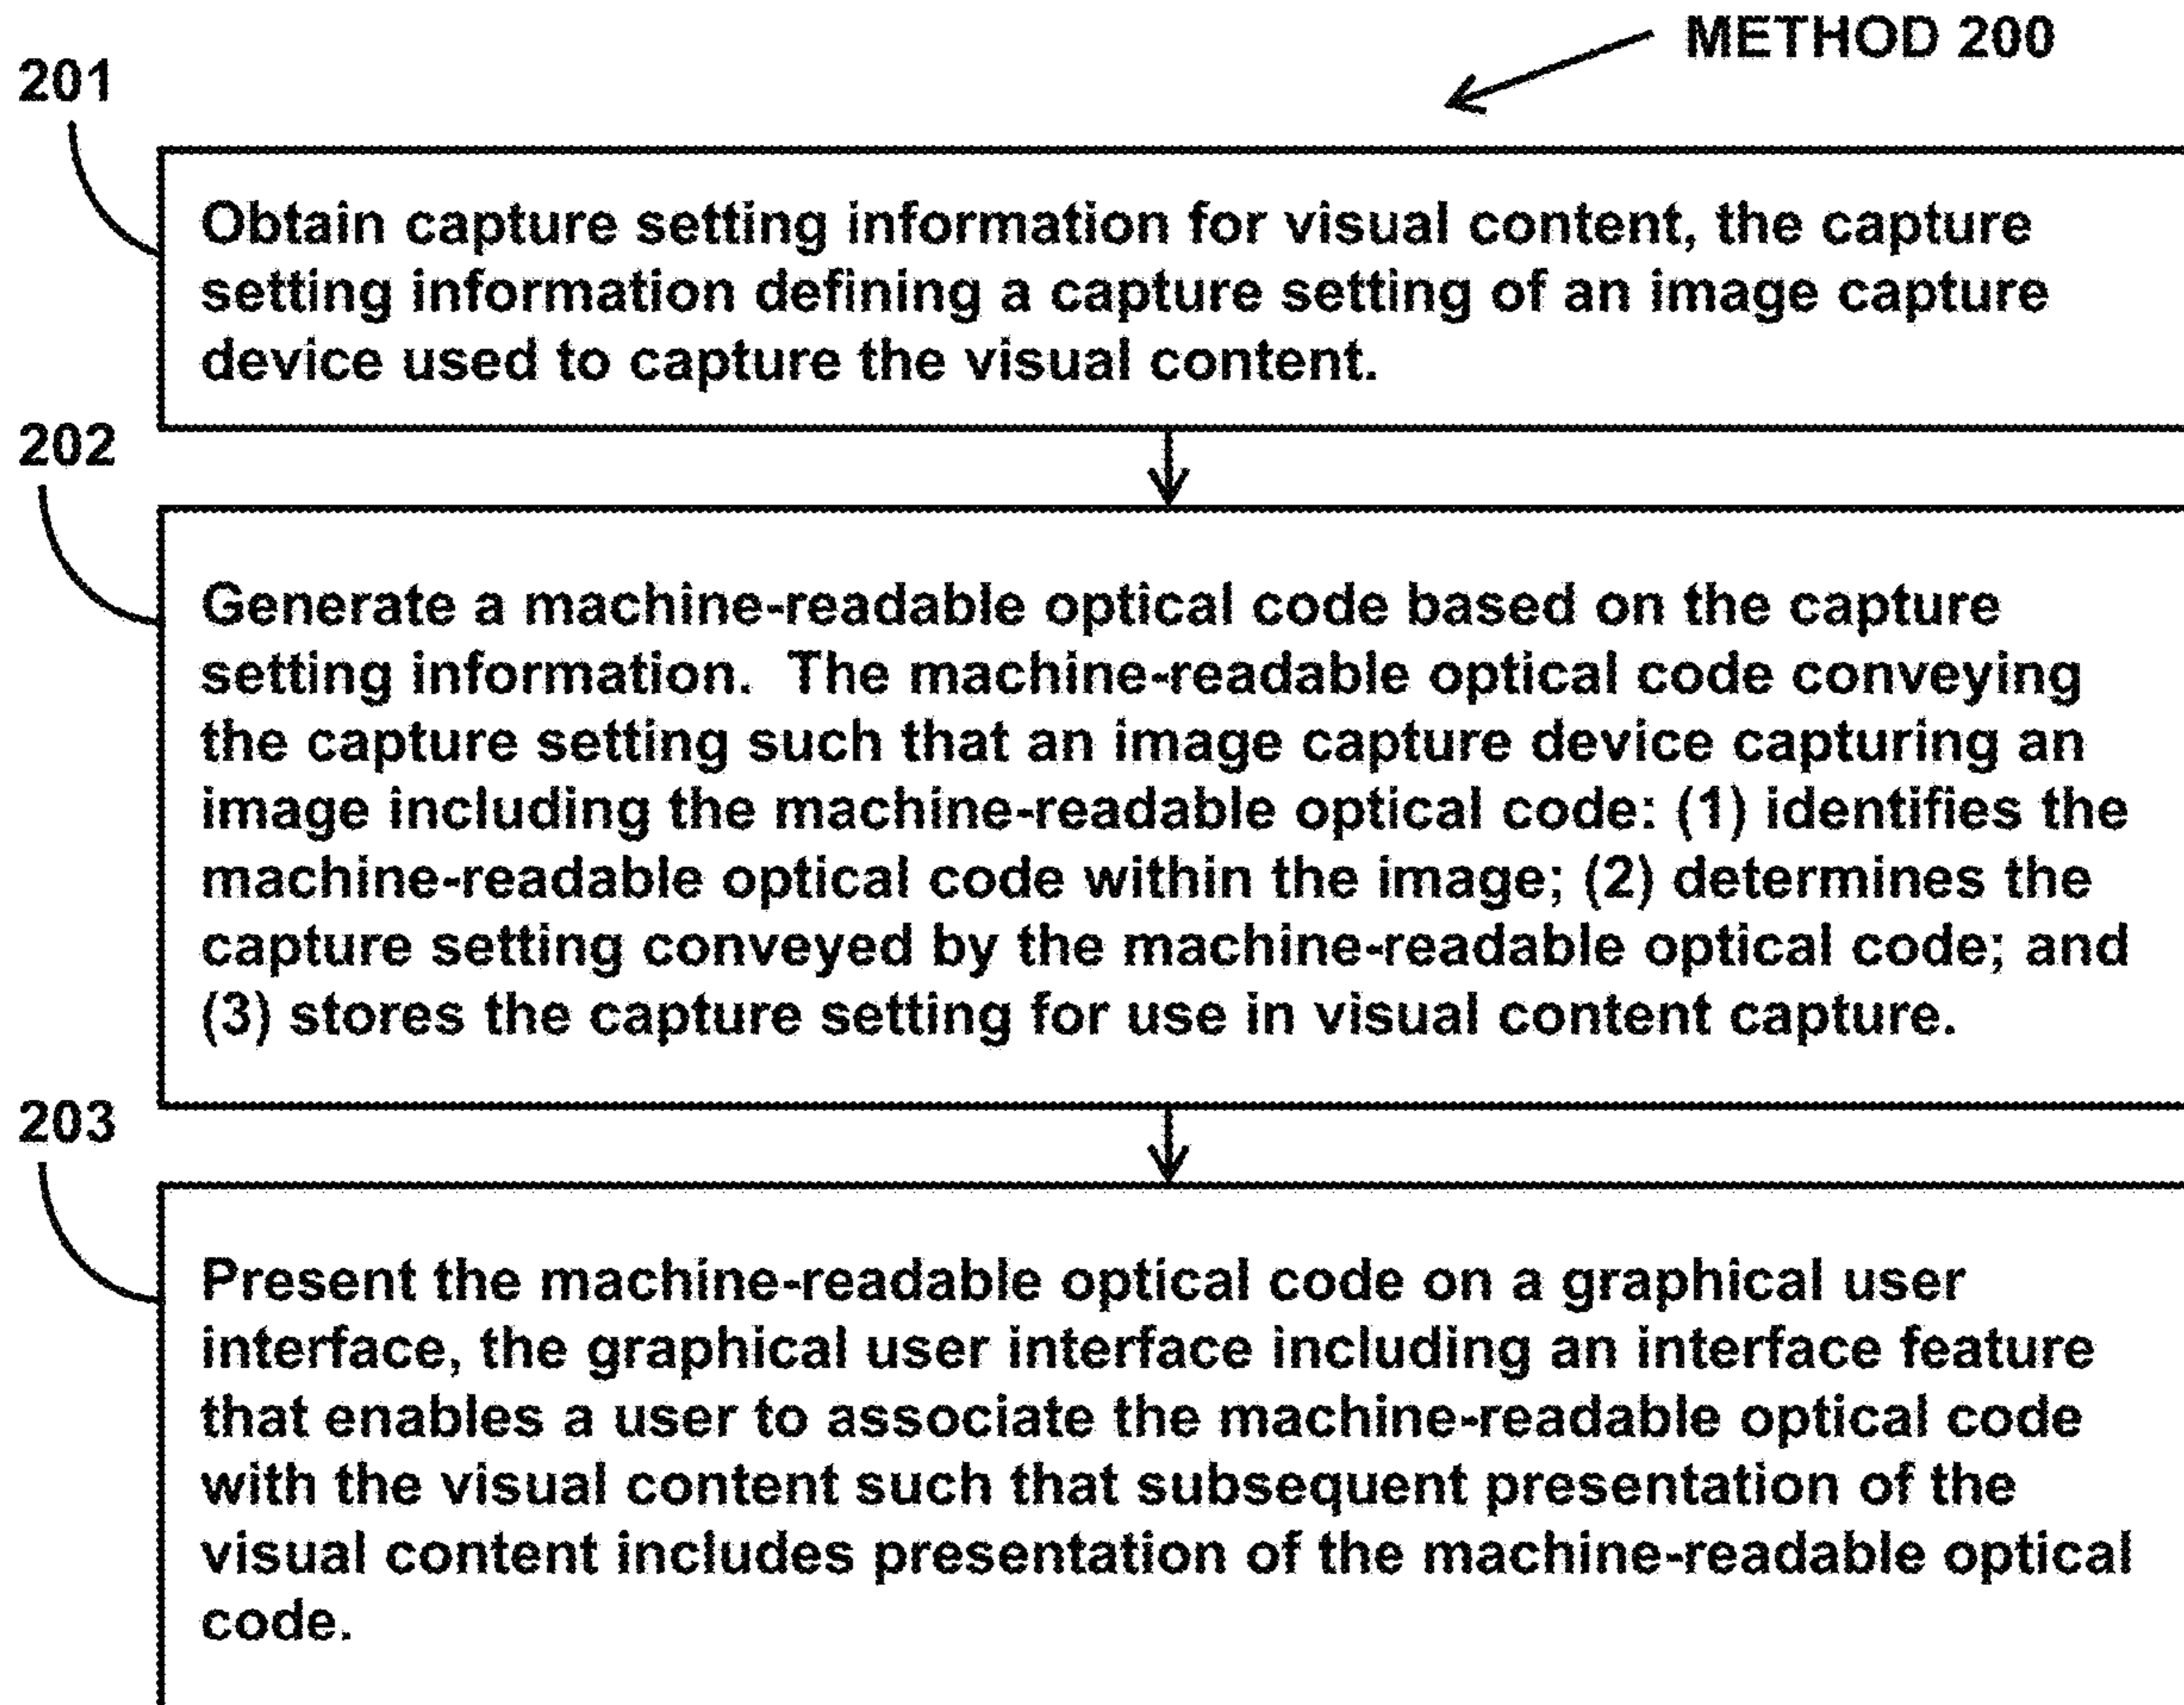 METHOD 200
201
Obtain capture setting information for visual content, the capture
setting information defining a capture setting of an image capture
device used to capture the visual content.
202
Generate a machine-readable optical code based on the capture
setting information.  The machine-readable optical code conveying
the capture setting such that an image capture device capturing an
image including the machine-readable optical code: (1) identifies the
machine-readable optical code within the image; (2) determines the
capture setting conveyed by the machine-readable optical code; and
(3) stores the capture setting for use in visual content capture.
203
Present the machine-readable optical code on a graphical user
interface, the graphical user interface including an interface feature
that enables a user to associate the machine-readable optical code
with the visual content such that subsequent presentation of the
visual content includes presentation of the machine-readable optical
code.